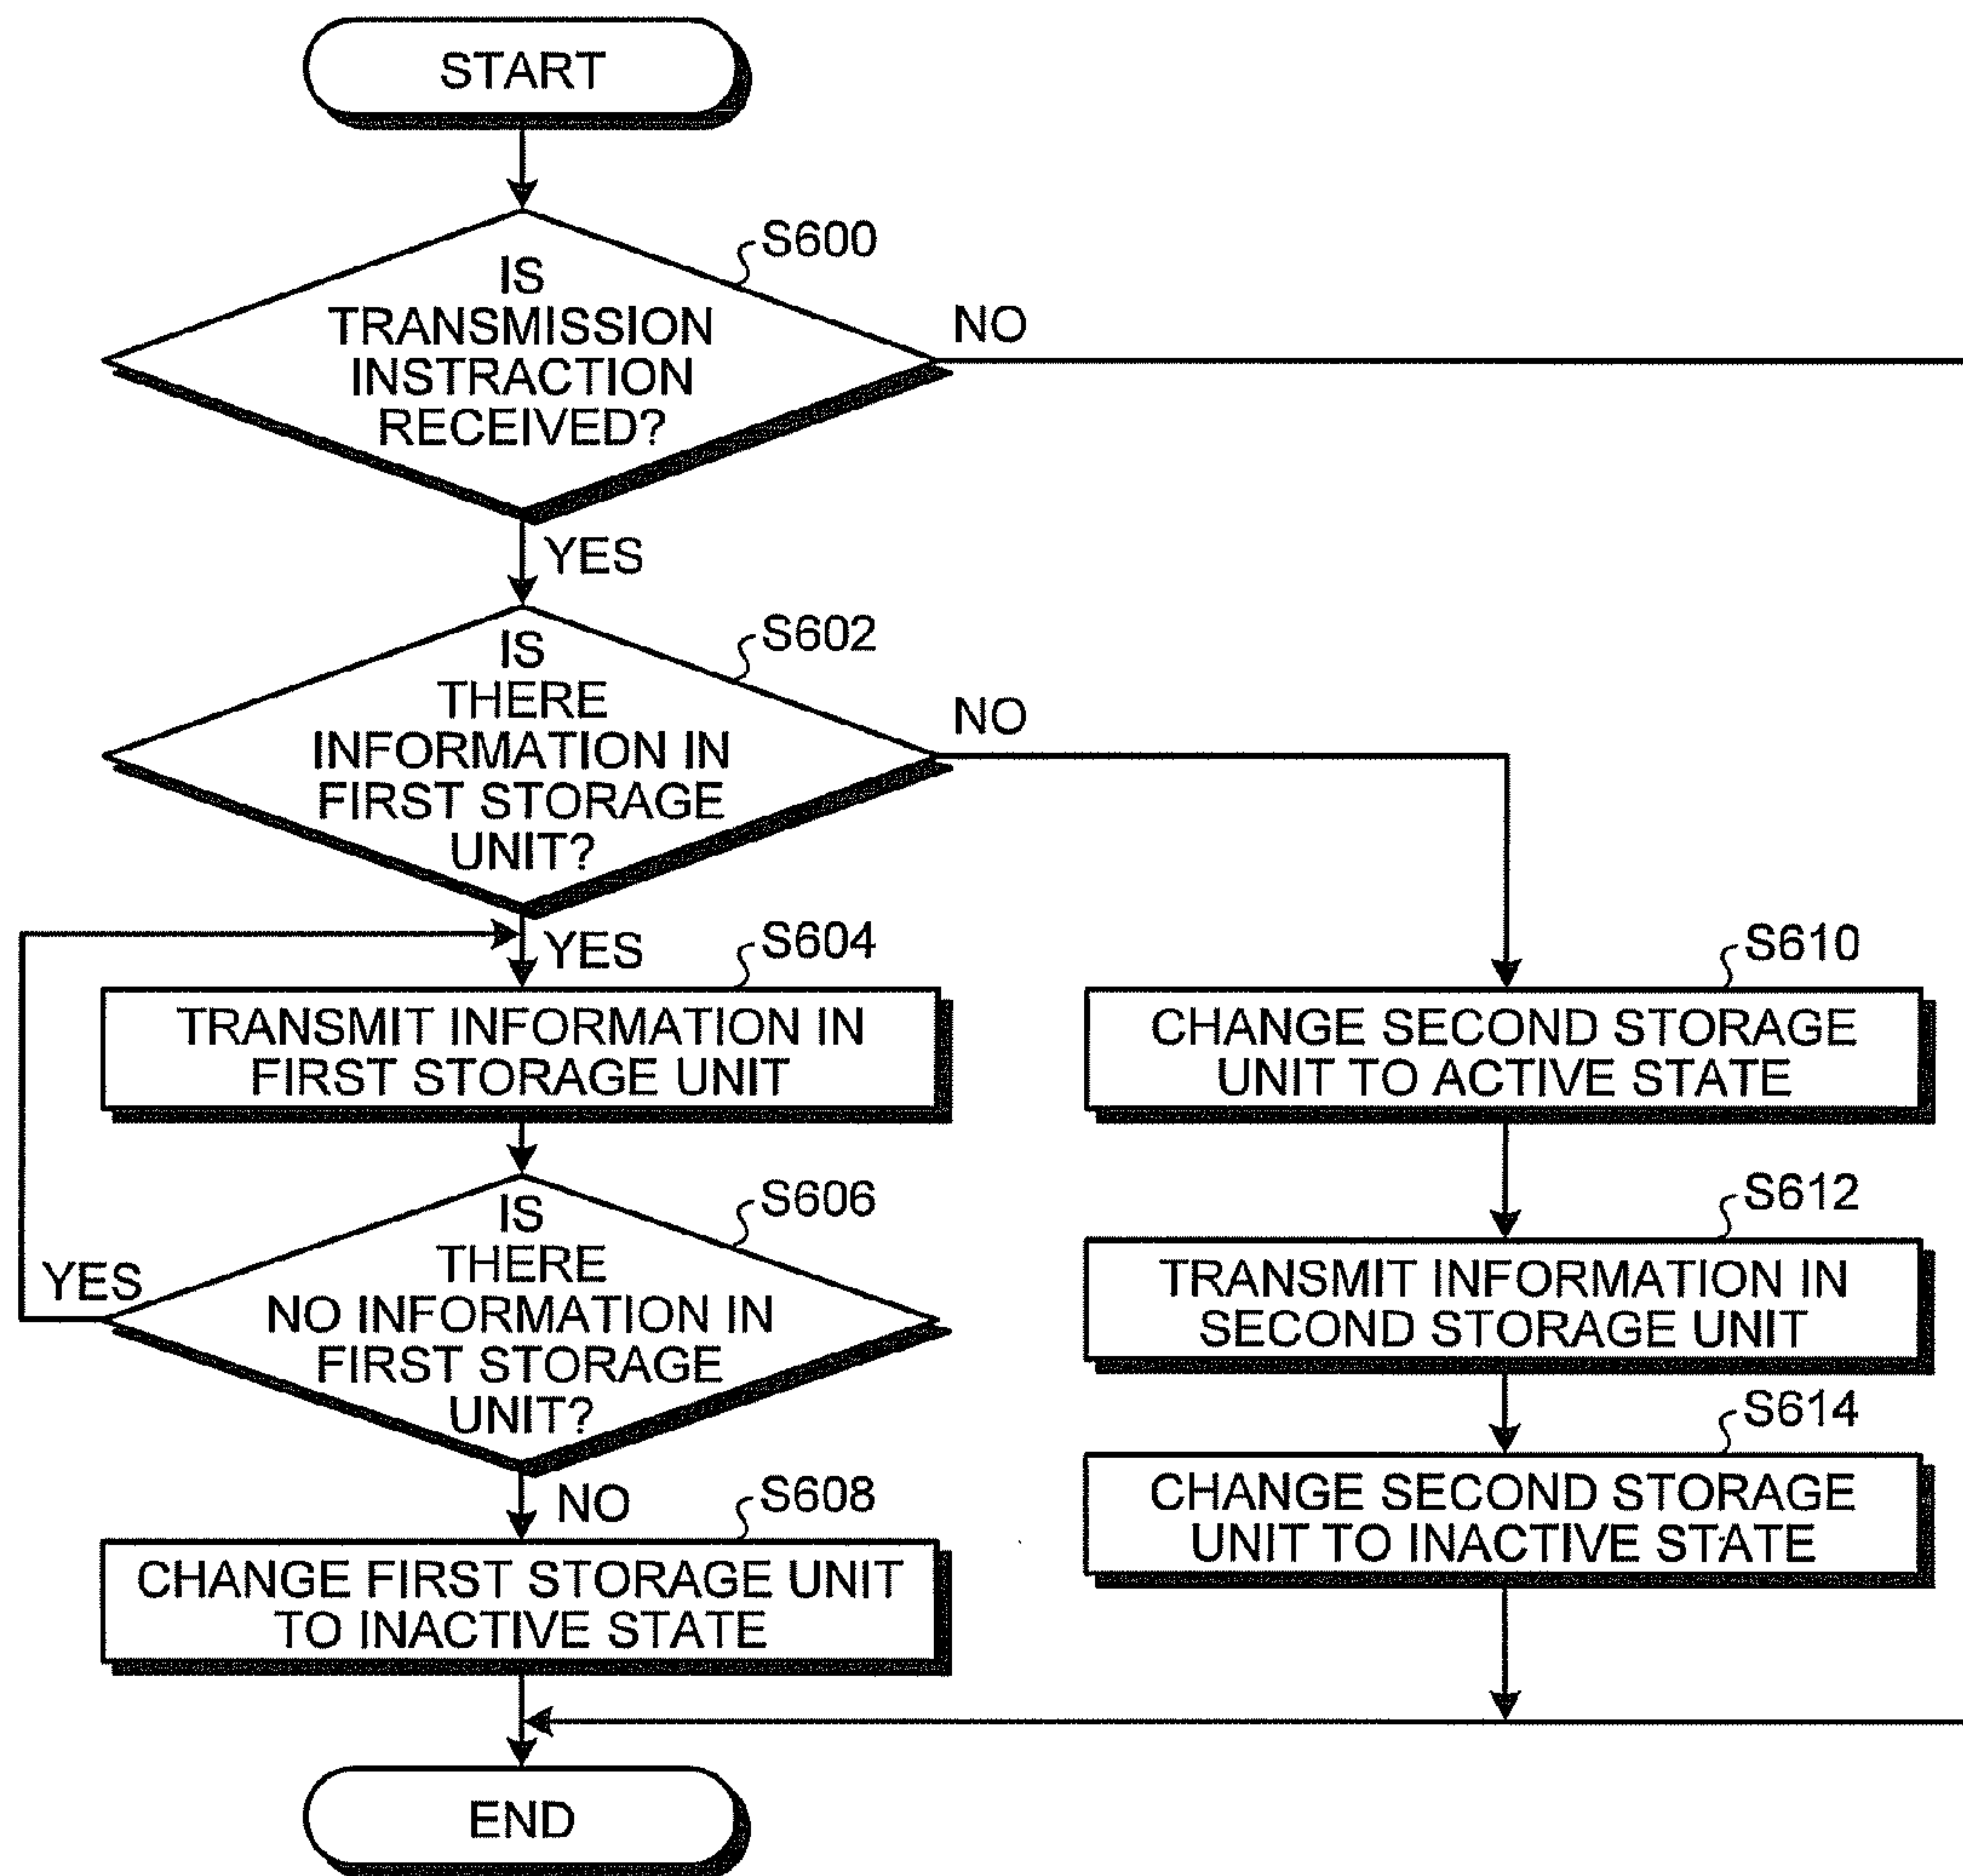 START
S600
IS
TRANSMISSION
INSTRACTION
RECEIVED?
NO
YES
S602
IS
THERE
INFORMATION IN
FIRST STORAGE
UNIT?
NO
YES
S604
TRANSMIT INFORMATION IN
FIRST STORAGE UNIT
S606
IS
THERE
NO INFORMATION IN
FIRST STORAGE
UNIT?
YES
NO
S608
CHANGE FIRST STORAGE UNIT
TO INACTIVE STATE
S610
CHANGE SECOND STORAGE
UNIT TO ACTIVE STATE
S612
TRANSMIT INFORMATION IN
SECOND STORAGE UNIT
S614
CHANGE SECOND STORAGE
UNIT TO INACTIVE STATE
END